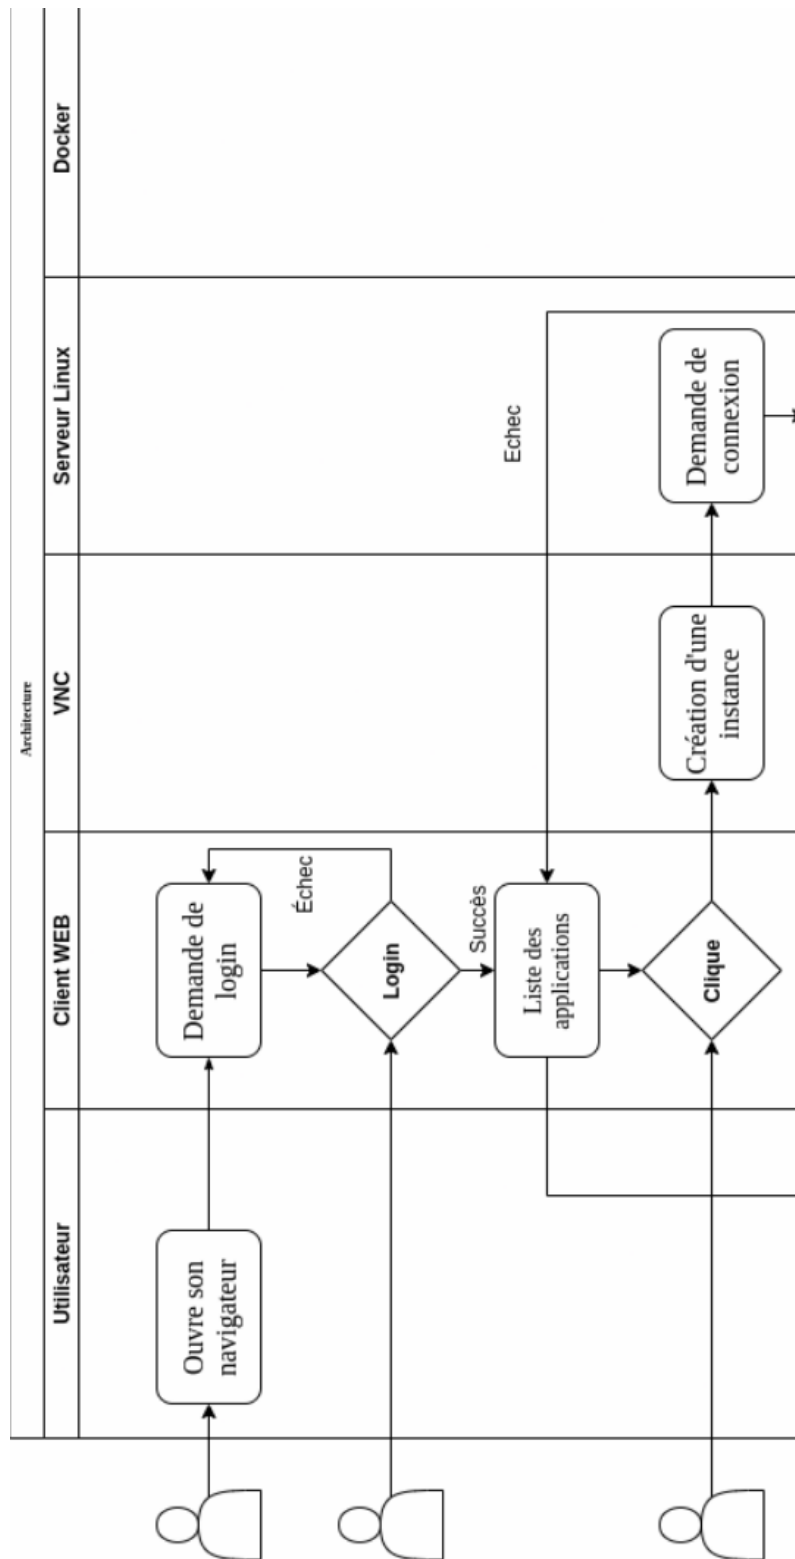 Architecture
Utilisateur
Client WEB
VNC
Serveur Linux
Docker
Ouvre son
navigateur
Demande de
login
Échec
Login
Succès
Liste des
applications
Echec
Clique
Création d'une
instance
Demande de
connexion